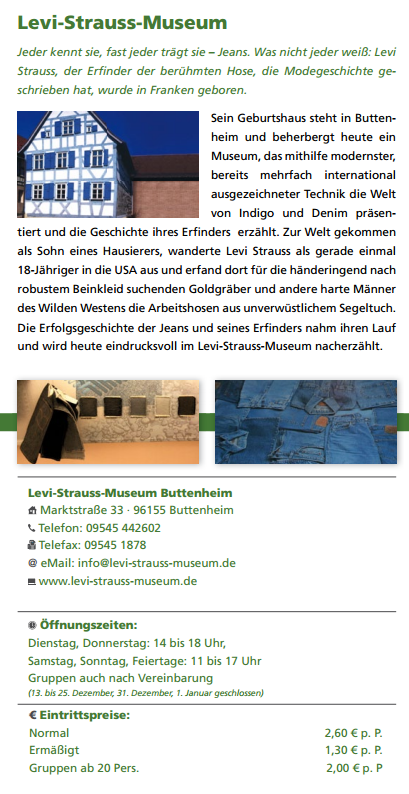 Levi-Strauss-Museum
Jeder kennt sie, fast jeder trägt sie – Jeans. Was nicht jeder weiß: Levi
Strauss, der Erfinder der berühmten Hose, die Modegeschichte ge-
schrieben hat, wurde in Franken geboren.
Sein Geburtshaus steht in Butten-
heim und beherbergt heute ein
Museum, das mithilfe modernster,
bereits mehrfach international
ausgezeichneter Technik die Welt
von Indigo und Denim präsen-
tiert und die Geschichte ihres Erfinders erzählt. Zur Welt gekommen
als Sohn eines Hausierers, wanderte Levi Strauss als gerade einmal
18-Jähriger in die USA aus und erfand dort für die händeringend nach
robustem Beinkleid suchenden Goldgräber und andere harte Männer
des Wilden Westens die Arbeitshosen aus unverwüstlichem Segeltuch.
Die Erfolgsgeschichte der Jeans und seines Erfinders nahm ihren Lauf
und wird heute eindrucksvoll im Levi-Strauss-Museum nacherzählt.
Levi-Strauss-Museum Buttenheim
Marktstraße 33 · 96155 Buttenheim
Telefon: 09545 442602
Telefax: 09545 1878
@ eMail: info@levi-strauss-museum.de
www.levi-strauss-museum.de
Öffnungszeiten:
Dienstag, Donnerstag: 14 bis 18 Uhr,
Samstag, Sonntag, Feiertage: 11 bis 17 Uhr
Gruppen auch nach Vereinbarung
(13. bis 25. Dezember, 31. Dezember, 1. Januar geschlossen)
€ Eintrittspreise:
Normal 2,60 € p. P.
Ermäßigt 1,30 € p. P.
Gruppen ab 20 Pers. 2,00 € p. P